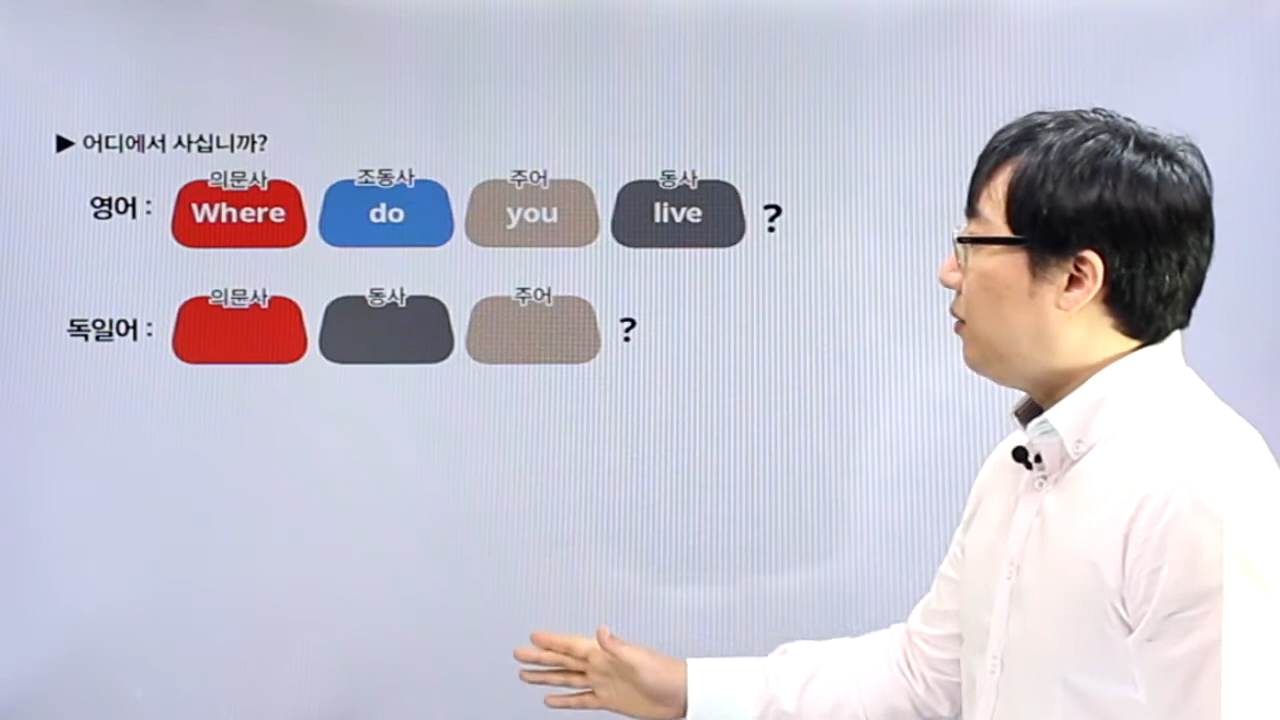 ▶ 어디에서 사십니까?
의문사 조동사 주어 동사
영어 : Where do you live ?
의문사 동사 주어
독일어 : ?